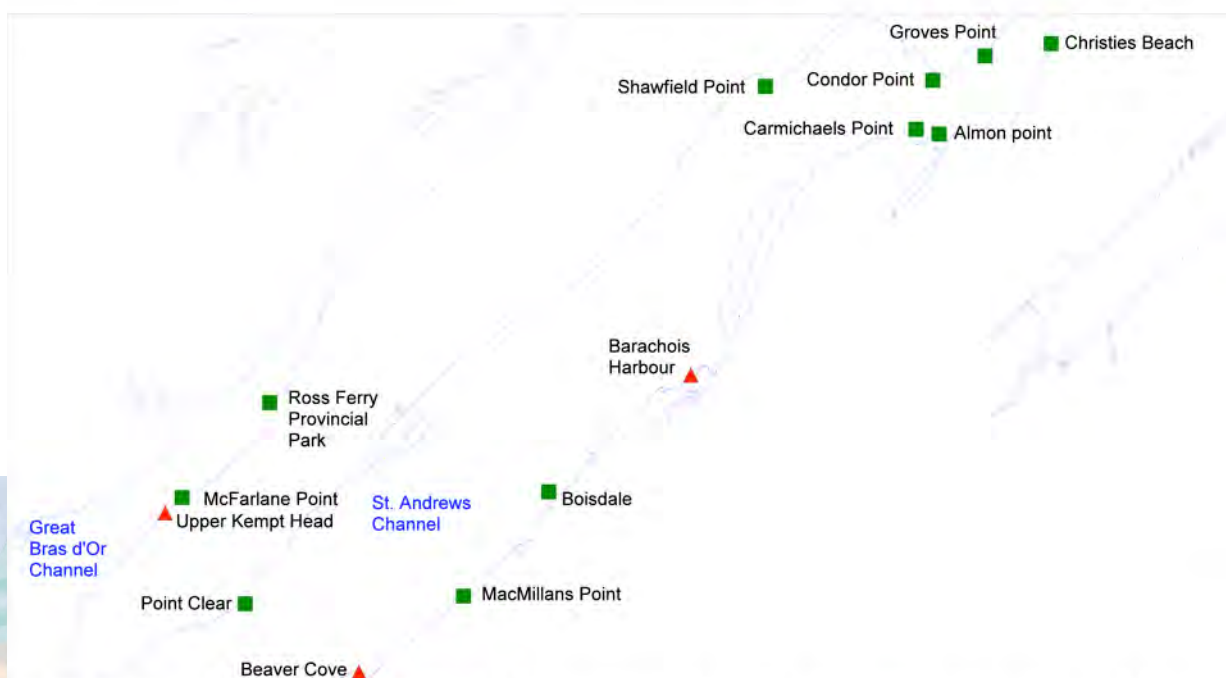 Groves Point
Christies Beach
Shawfield Point
Condor Point
Carmichaels Point
Almon point
Barachois
Harbour
Ross Ferry
Provincial
Park
McFarlane Point
Upper Kempt Head
St. Andrews
Channel
Boisdale
Great
Bras d'Or
Channel
Point Clear
MacMillans Point
Beaver Cove